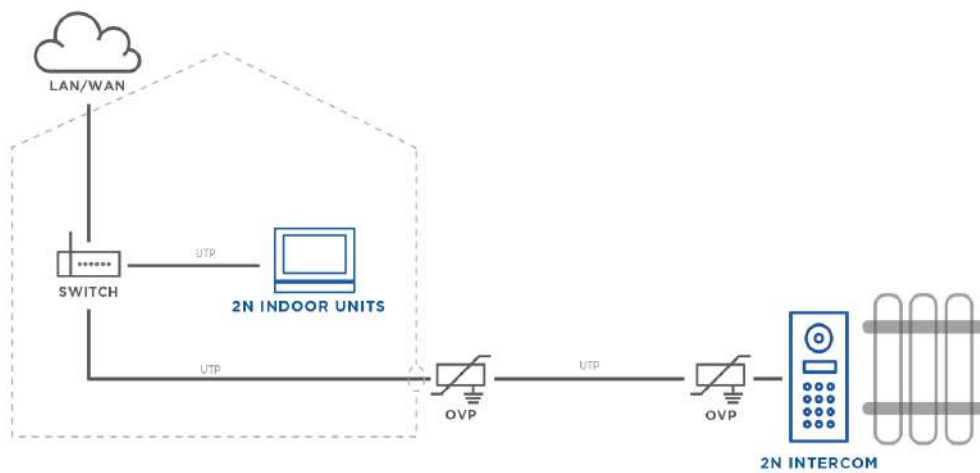 LAN/WAN
UTP
SWITCH
2N INDOOR UNITS
UTP
UTP
OVP
OVP
2N INTERCOM